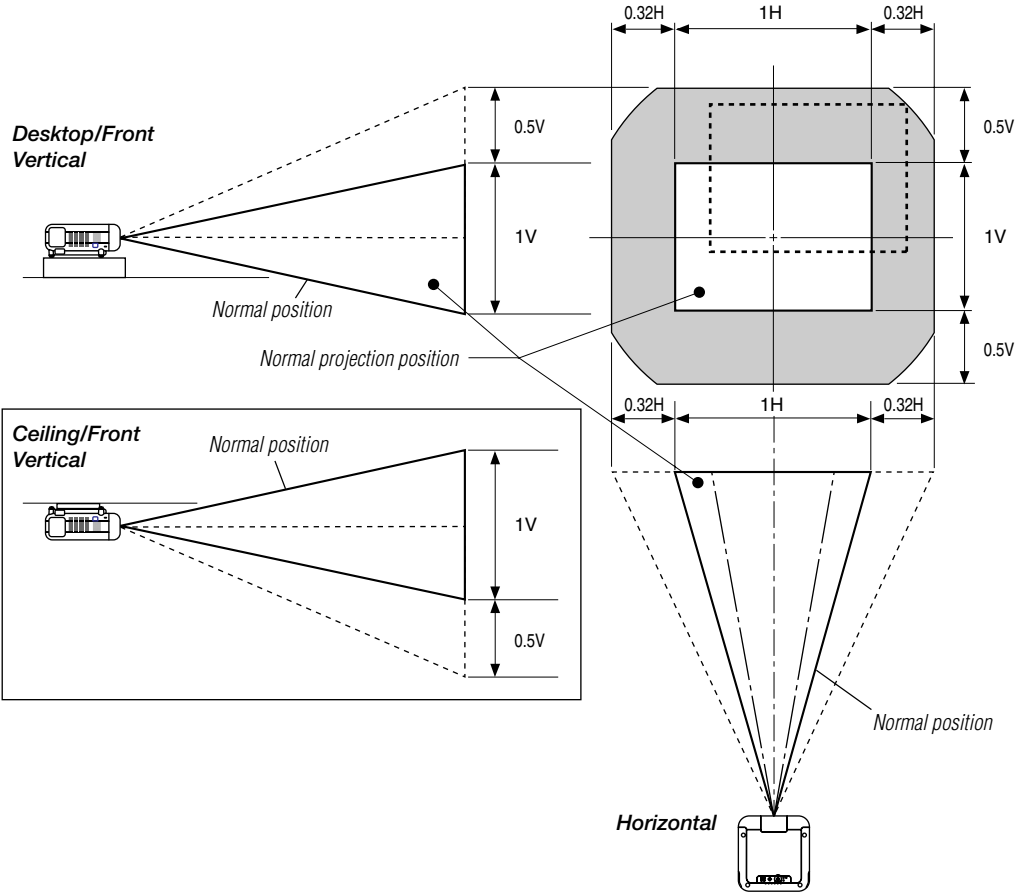 0.32H 1H 0.32H
Desktop/Front
Vertical
0.5V
0.5V
1V
1V
Normal position
Normal projection position
0.5V
0.32H 1H 0.32H
Ceiling/Front
Vertical
Normal position
1V
0.5V
Normal position
Horizontal